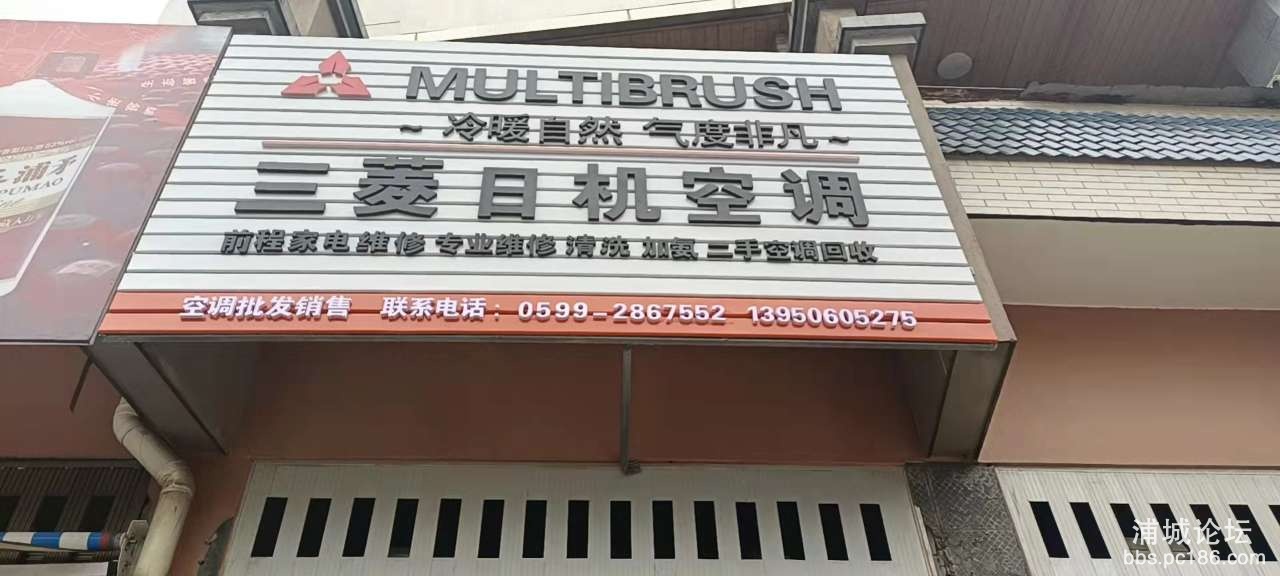 MULTIBRUSH
~ 冷暖自然 气度非凡 ~
三菱日机空调
前程家电维修 专业维修 清洗 加氨 二手空调回收
空调批发销售 联系电话: 0599-2867552 13950605275
浦城论坛
bbs.pc186.com